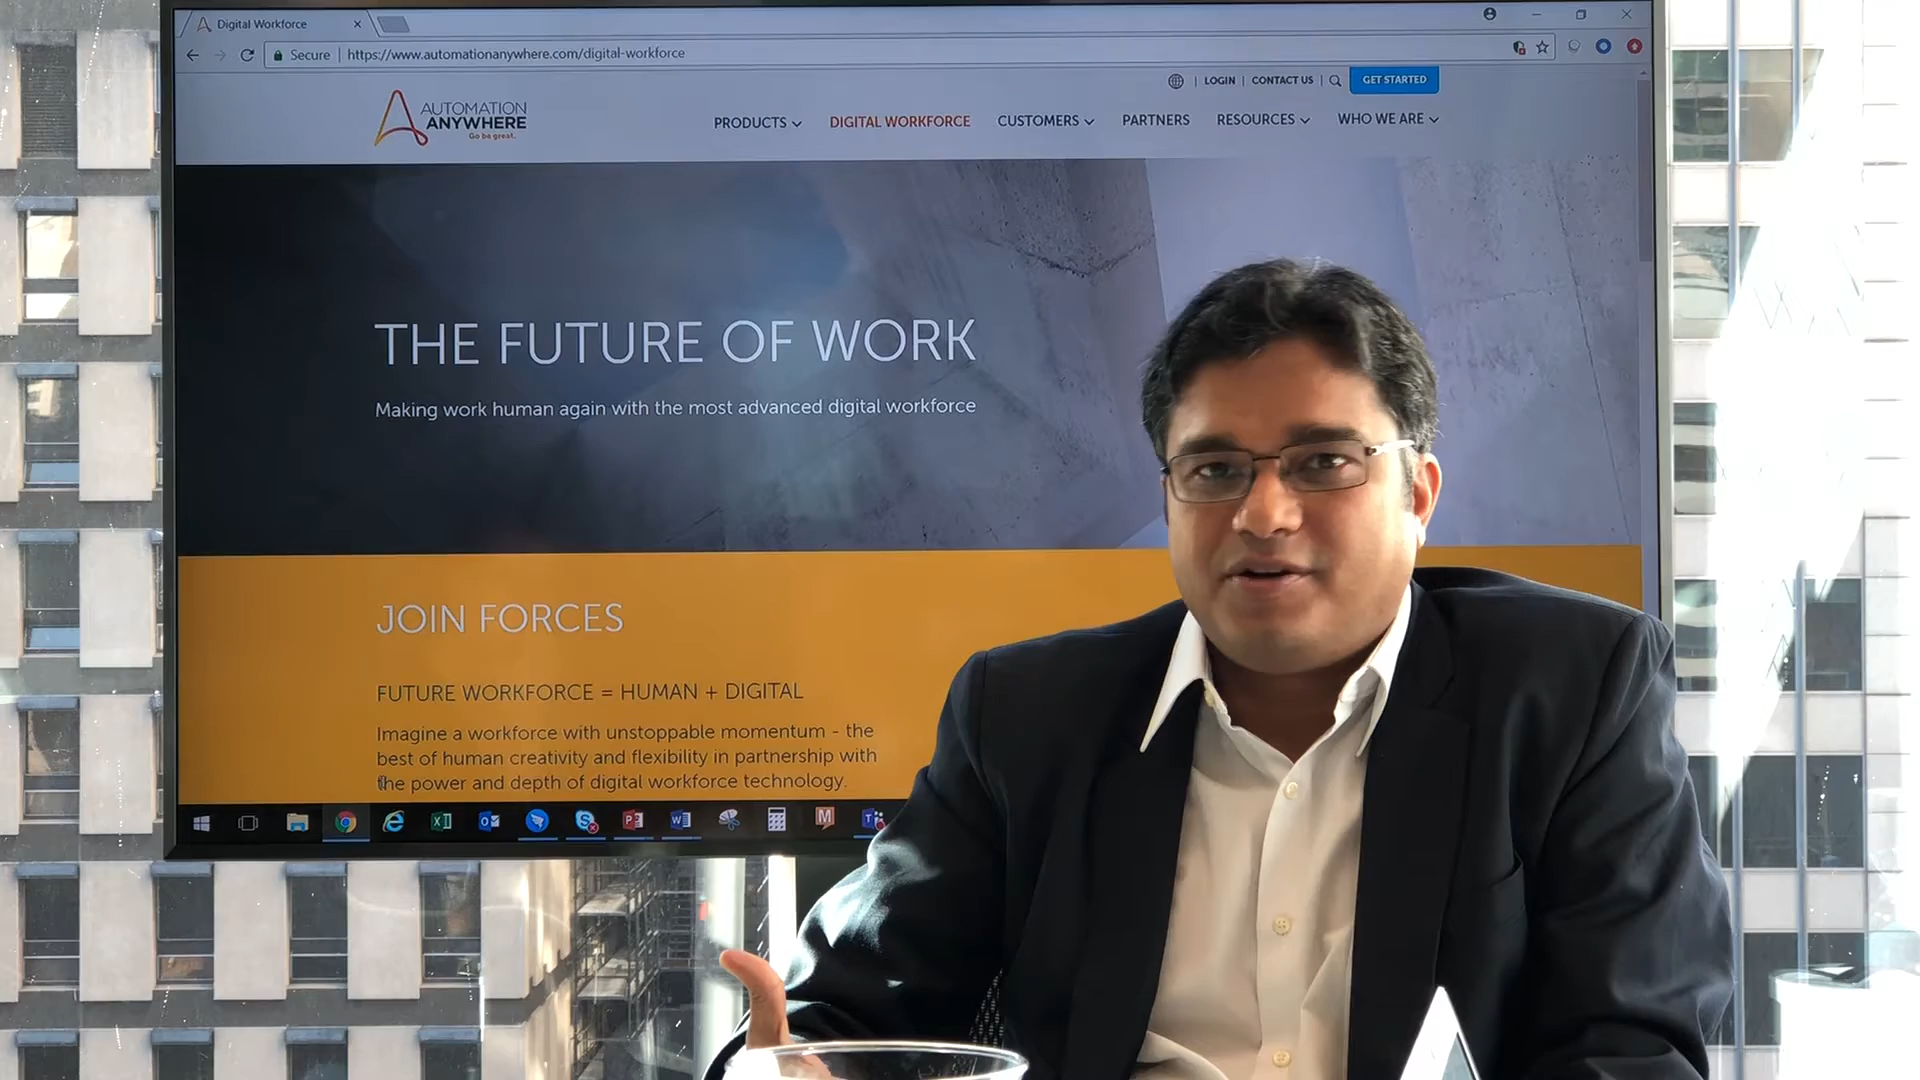 Digital Workforce
Secure | https://www.automationanywhere.com/digital-workforce
LOGIN | CONTACT US | GET STARTED
AUTOMATION
ANYWHERE
Go be great.
PRODUCTS DIGITAL WORKFORCE CUSTOMERS PARTNERS RESOURCES WHO WE ARE
THE FUTURE OF WORK
Making work human again with the most advanced digital workforce
JOIN FORCES
FUTURE WORKFORCE = HUMAN + DIGITAL
Imagine a workforce with unstoppable momentum - the
best of human creativity and flexibility in partnership with
the power and depth of digital workforce technology.